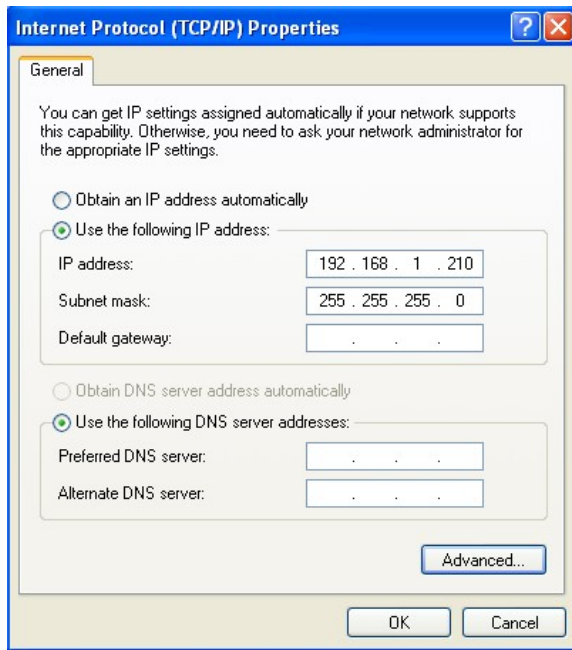 Internet Protocol (TCP/IP) Properties
General
You can get IP settings assigned automatically if your network supports
this capability. Otherwise, you need to ask your network administrator for
the appropriate IP settings.
Obtain an IP address automatically
Use the following IP address:
IP address: 192 . 168 . 1 . 210
Subnet mask: 255 . 255 . 255 . 0
Default gateway: . . .
Obtain DNS server address automatically
Use the following DNS server addresses:
Preferred DNS server: . . .
Alternate DNS server: . . .
Advanced...
OK Cancel